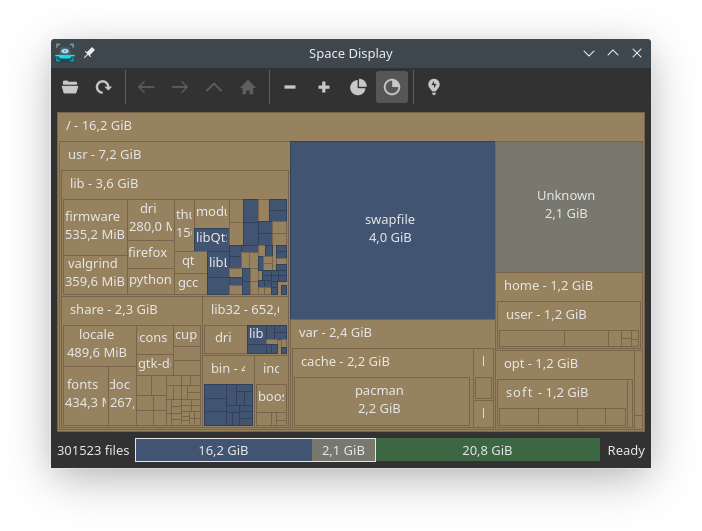 Space Display
/ - 16,2 GiB
usr - 7,2 GiB
lib - 3,6 GiB
firmware
535,2 MiB
valgrind
359,6 MiB
dri
280,0 M
firefox
python
thu
15
qt
gcc
modu
libQt
libL
share - 2,3 GiB
locale
489,6 MiB
fonts
434,3 M
doc
267,
cons
gtk-d
cup
lib32 - 652,
dri
lib
bin - 4
inc
boos
swapfile
4,0 GiB
var - 2,4 GiB
cache - 2,2 GiB
pacman
2,2 GiB
l
l
Unknown
2,1 GiB
home - 1,2 GiB
user - 1,2 GiB
opt - 1,2 GiB
soft - 1,2 GiB
301523 files
16,2 GiB
2,1 GiB
20,8 GiB
Ready